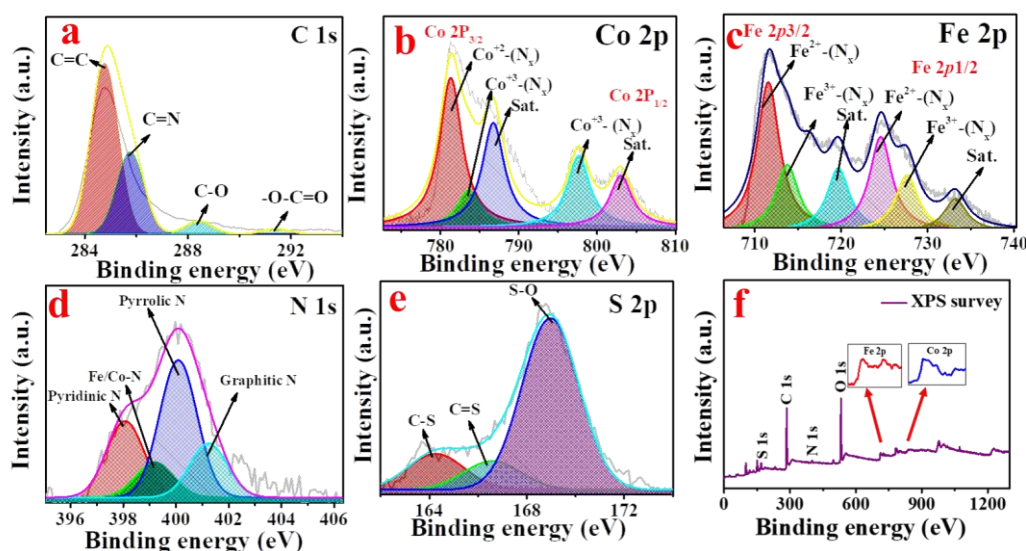 a
C 1s
C=C
C=N
C-O
-O-C=O
Intensity (a.u.)
284
288
292
Binding energy (eV)
b
Co 2p
Co 2P3/2
Co+2-(Nx)
Co+3-(Nx)
Sat.
Co 2P1/2
Co+3-(Nx)
Sat.
Intensity (a.u.)
780
790
800
810
Binding energy (eV)
c
Fe 2p
Fe 2p3/2
Fe2+-(Nx)
Fe 2p1/2
Fe3+-(Nx)
Sat.
Fe2+-(Nx)
Fe3+-(Nx)
Sat.
Intensity (a.u.)
710
720
730
740
Binding energy (eV)
d
N 1s
Pyrrolic N
Fe/Co-N
Pyridinic N
Graphitic N
Intensity (a.u.)
396
398
400
402
404
406
Binding energy (eV)
e
S 2p
S-O
C-S
C=S
Intensity (a.u.)
164
168
172
Binding energy (eV)
f
XPS survey
Fe 2p
Co 2p
S 1s
C 1s
N 1s
O 1s
Intensity (a.u.)
0
300
600
900
1200
Binding energy (eV)